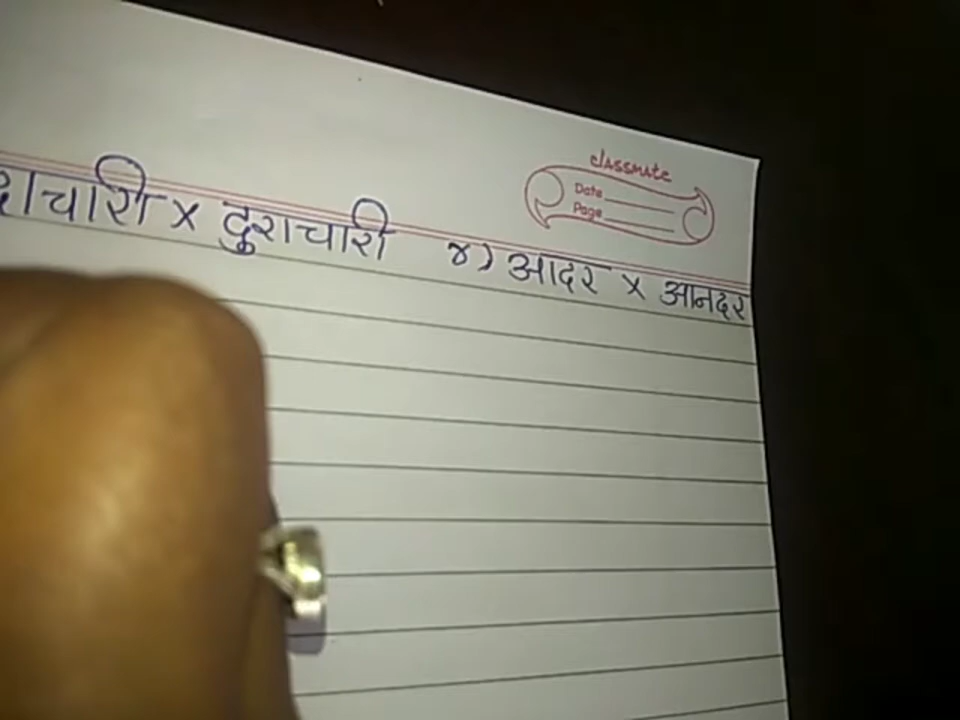 classmate
Date
Page
दाचारी x दुराचारी ४) आदर x आनदर